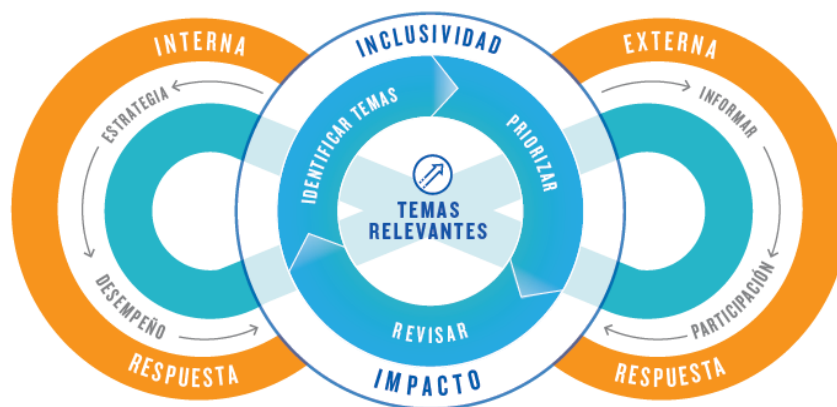 INTERNA
ESTRATEGIA
DESEMPEÑO
RESPUESTA
INCLUSIVIDAD
IDENTIFICAR TEMAS
PRIORIZAR
TEMAS
RELEVANTES
REVISAR
IMPACTO
EXTERNA
INFORMAR
PARTICIPACIÓN
RESPUESTA